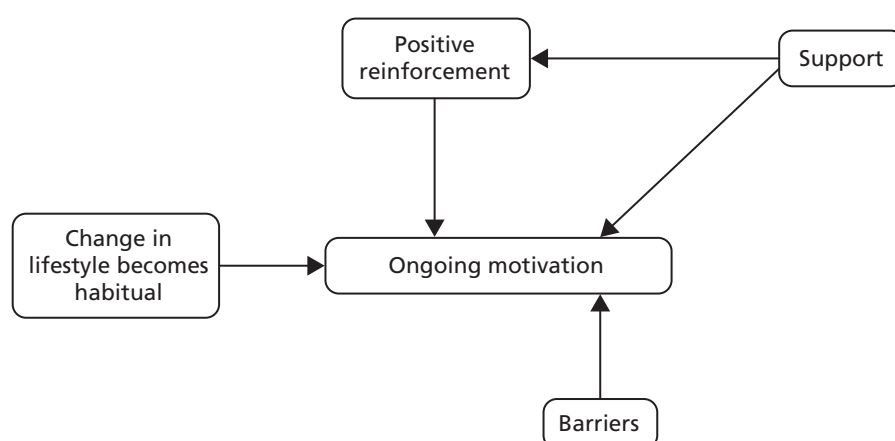 Positive
reinforcement
Support
Change in
lifestyle becomes
habitual
Ongoing motivation
Barriers